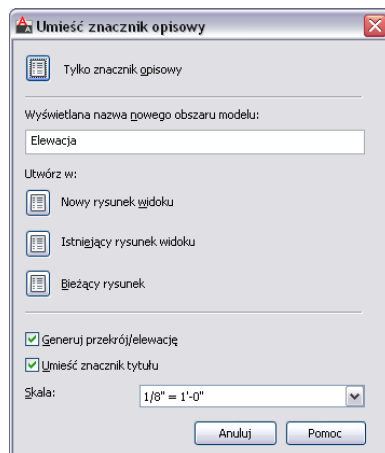 Umieść znacznik opisowy
Tylko znacznik opisowy
Wyświetlana nazwa nowego obszaru modelu:
Elewacja
Utwórz w:
Nowy rysunek widoku
Istniejący rysunek widoku
Bieżący rysunek
Generuj przekrój/elewację
Umieść znacznik tytułu
Skala: 1/8" = 1'-0"
Anuluj Pomoc